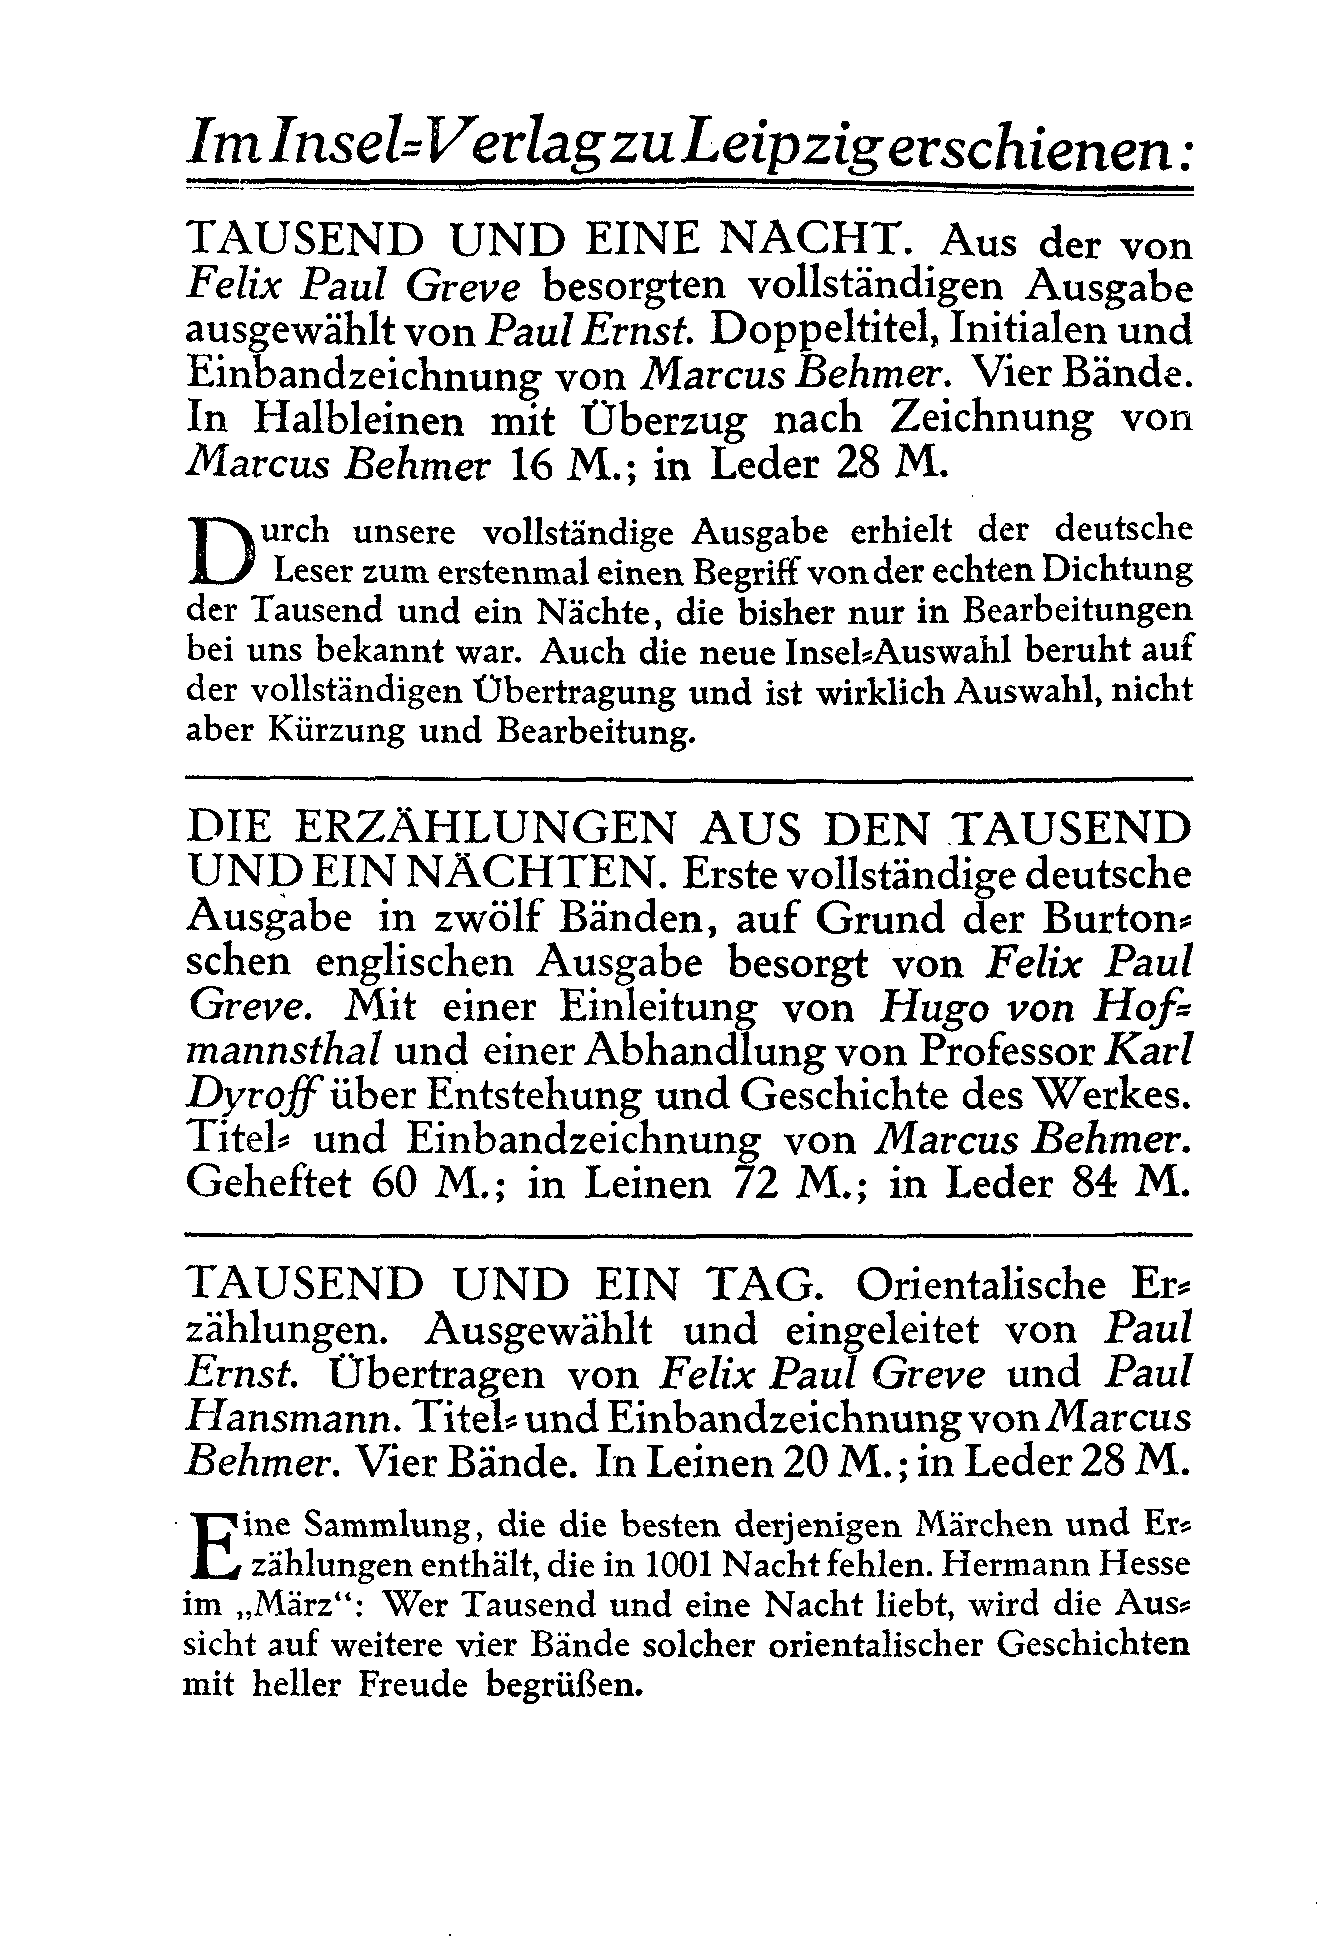 Im Insel-Verlag zu Leipzig erschienen:
TAUSEND UND EINE NACHT. Aus der von
Felix Paul Greve besorgten vollständigen Ausgabe
ausgewählt von Paul Ernst. Doppeltitel, Initialen und
Einbandzeichnung von Marcus Behmer. Vier Bände.
In Halbleinen mit Überzug nach Zeichnung von
Marcus Behmer 16 M.; in Leder 28 M.
Durch unsere vollständige Ausgabe erhielt der deutsche
Leser zum erstenmal einen Begriff von der echten Dichtung
der Tausend und ein Nächte, die bisher nur in Bearbeitungen
bei uns bekannt war. Auch die neue Insel-Auswahl beruht auf
der vollständigen Übertragung und ist wirklich Auswahl, nicht
aber Kürzung und Bearbeitung.
DIE ERZÄHLUNGEN AUS DEN TAUSEND
UND EIN NÄCHTEN. Erste vollständige deutsche
Ausgabe in zwölf Bänden, auf Grund der Burton-
schen englischen Ausgabe besorgt von Felix Paul
Greve. Mit einer Einleitung von Hugo von Hof-
mannsthal und einer Abhandlung von Professor Karl
Dyroff über Entstehung und Geschichte des Werkes.
Titel- und Einbandzeichnung von Marcus Behmer.
Geheftet 60 M.; in Leinen 72 M.; in Leder 84 M.
TAUSEND UND EIN TAG. Orientalische Er-
zählungen. Ausgewählt und eingeleitet von Paul
Ernst. Übertragen von Felix Paul Greve und Paul
Hansmann. Titel- und Einbandzeichnung von Marcus
Behmer. Vier Bände. In Leinen 20 M.; in Leder 28 M.
Eine Sammlung, die die besten derjenigen Märchen und Er-
zählungen enthält, die in 1001 Nacht fehlen. Hermann Hesse
im „März“: Wer Tausend und eine Nacht liebt, wird die Aus-
sicht auf weitere vier Bände solcher orientalischer Geschichten
mit heller Freude begrüßen.